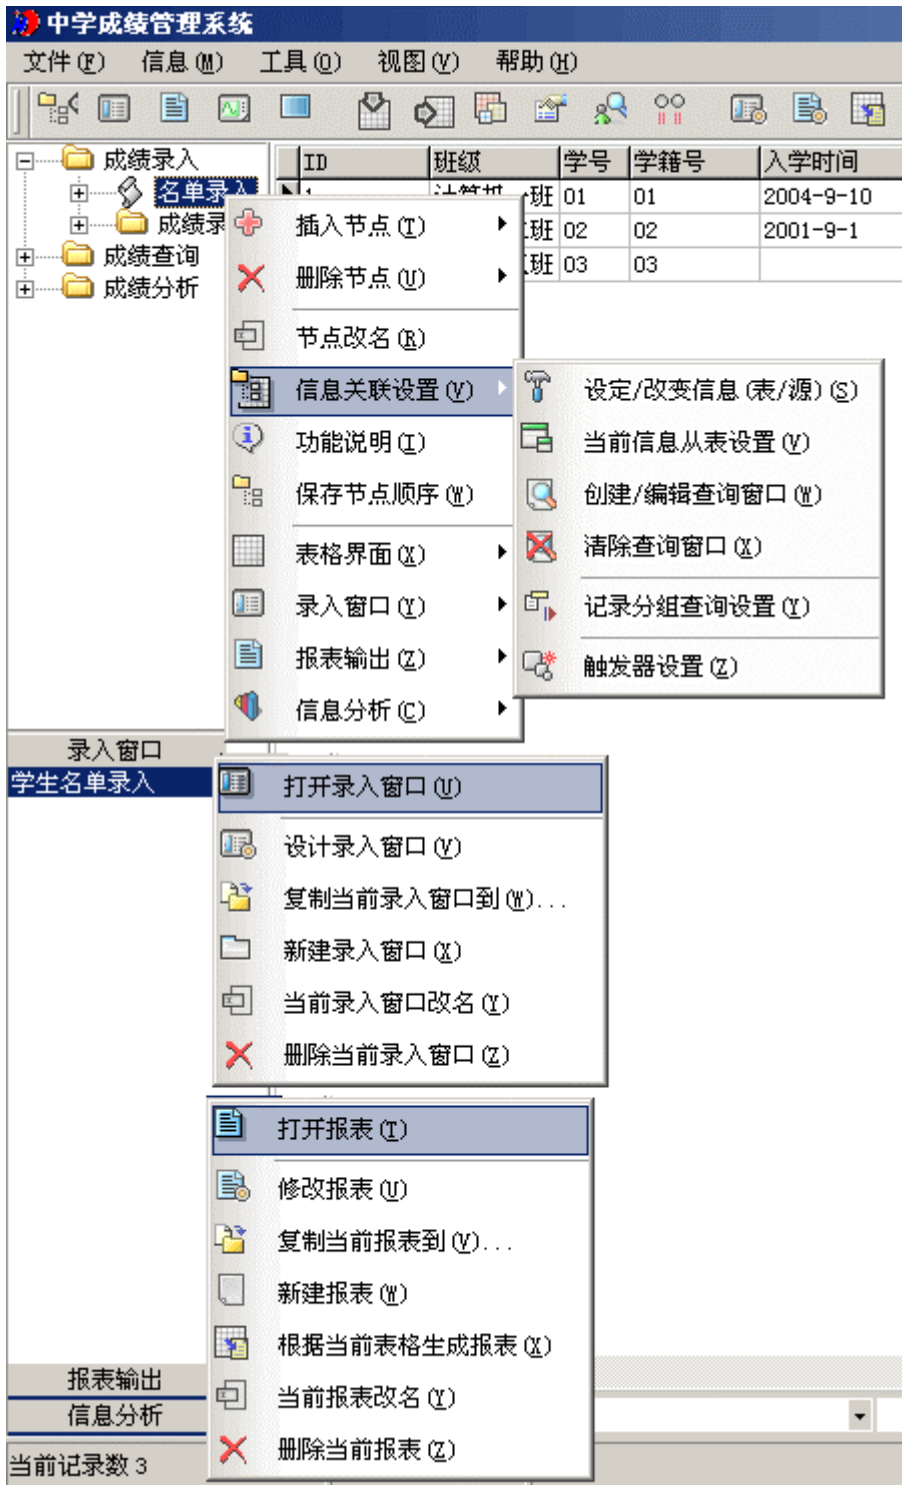 中学成绩管理系统
文件(F) 信息(M) 工具(O) 视图(V) 帮助(H)
成绩录入
名单录入
成绩录
成绩查询
成绩分析
ID 班级 学号 学籍号 入学时间
班 01 01 2004-9-10
班 02 02 2001-9-1
班 03 03
插入节点(T)
删除节点(U)
节点改名(R)
信息关联设置(V)
功能说明(I)
保存节点顺序(W)
表格界面(X)
录入窗口(Y)
报表输出(Z)
信息分析(C)
设定/改变信息(表/源)(S)
当前信息从表设置(V)
创建/编辑查询窗口(W)
清除查询窗口(X)
记录分组查询设置(Y)
触发器设置(Z)
录入窗口
学生名单录入
打开录入窗口(U)
设计录入窗口(V)
复制当前录入窗口到(W)...
新建录入窗口(X)
当前录入窗口改名(Y)
删除当前录入窗口(Z)
打开报表(T)
修改报表(U)
复制当前报表到(V)...
新建报表(W)
根据当前表格生成报表(X)
当前报表改名(Y)
删除当前报表(Z)
报表输出
信息分析
当前记录数 3